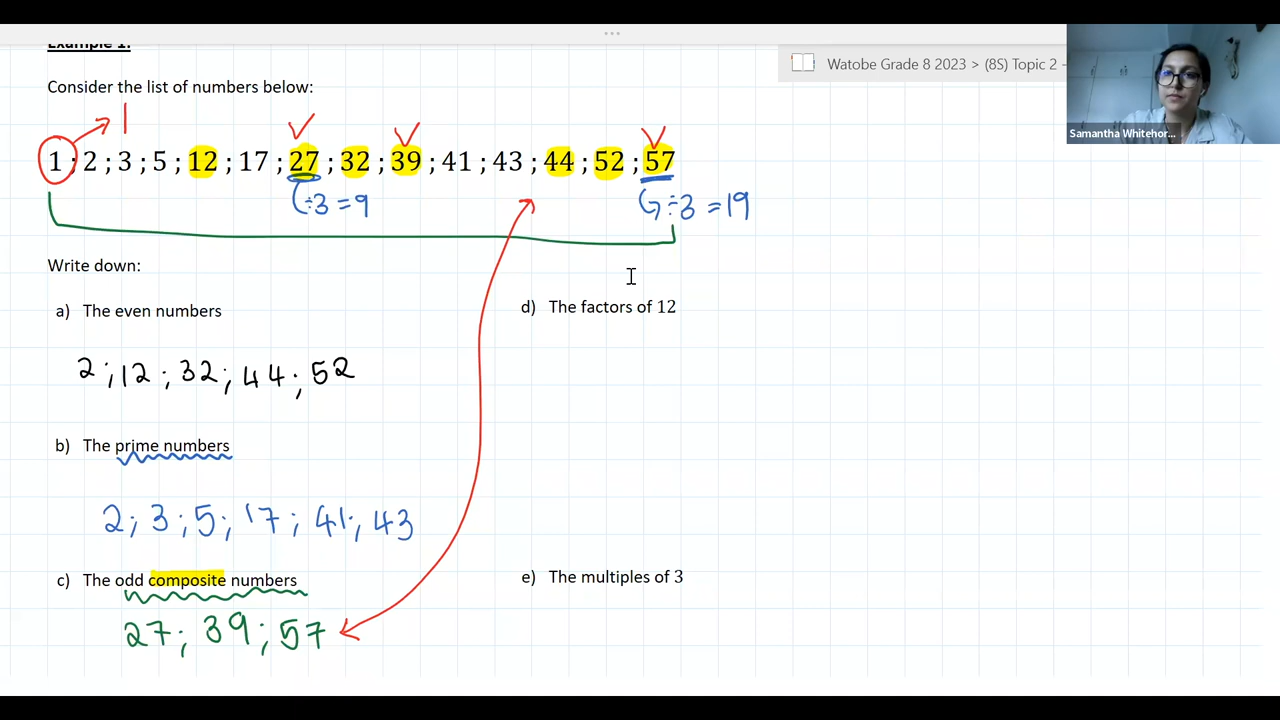 Example 1:
Watobe Grade 8 2023 > (8S) Topic 2 -
Consider the list of numbers below:
Samantha Whitehor...
1
1 ; 2 ; 3 ; 5 ; 12 ; 17 ; 27 ; 32 ; 39 ; 41 ; 43 ; 44 ; 52 ; 57
÷3 = 9
÷3 = 19
Write down:
a) The even numbers
2 ; 12 ; 32 ; 44 ; 52
b) The prime numbers
2 ; 3 ; 5 ; 17 ; 41 ; 43
c) The odd composite numbers
27 ; 39 ; 57
d) The factors of 12
e) The multiples of 3